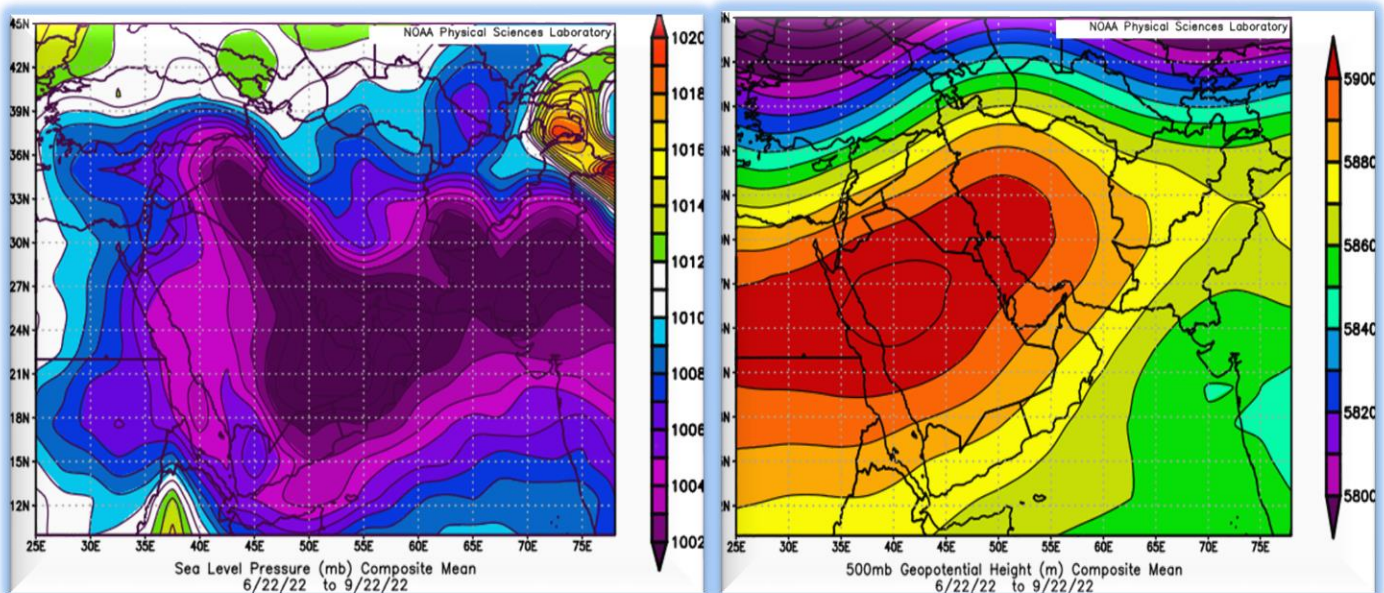 NOAA Physical Sciences Laboratory
45N
42N
39N
36N
33N
30N
27N
24N
21N
18N
15N
12N
25E 30E 35E 40E 45E 50E 55E 60E 65E 70E 75E
1020
1018
1016
1014
1012
1010
1008
1006
1004
1002
Sea Level Pressure (mb) Composite Mean
6/22/22 to 9/22/22
NOAA Physical Sciences Laboratory
N
N
N
N
N
N
N
N
N
N
N
25E 30E 35E 40E 45E 50E 55E 60E 65E 70E 75E
5900
5880
5860
5840
5820
5800
500mb Geopotential Height (m) Composite Mean
6/22/22 to 9/22/22